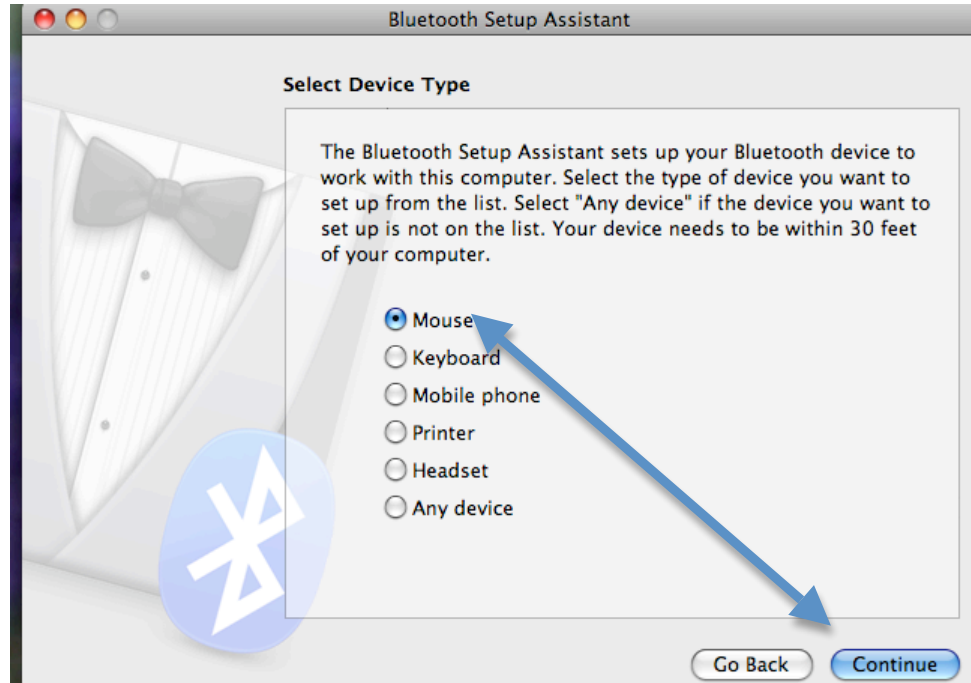 Bluetooth Setup Assistant
Select Device Type
The Bluetooth Setup Assistant sets up your Bluetooth device to
work with this computer. Select the type of device you want to
set up from the list. Select "Any device" if the device you want to
set up is not on the list. Your device needs to be within 30 feet
of your computer.
Mouse
Keyboard
Mobile phone
Printer
Headset
Any device
Go Back
Continue